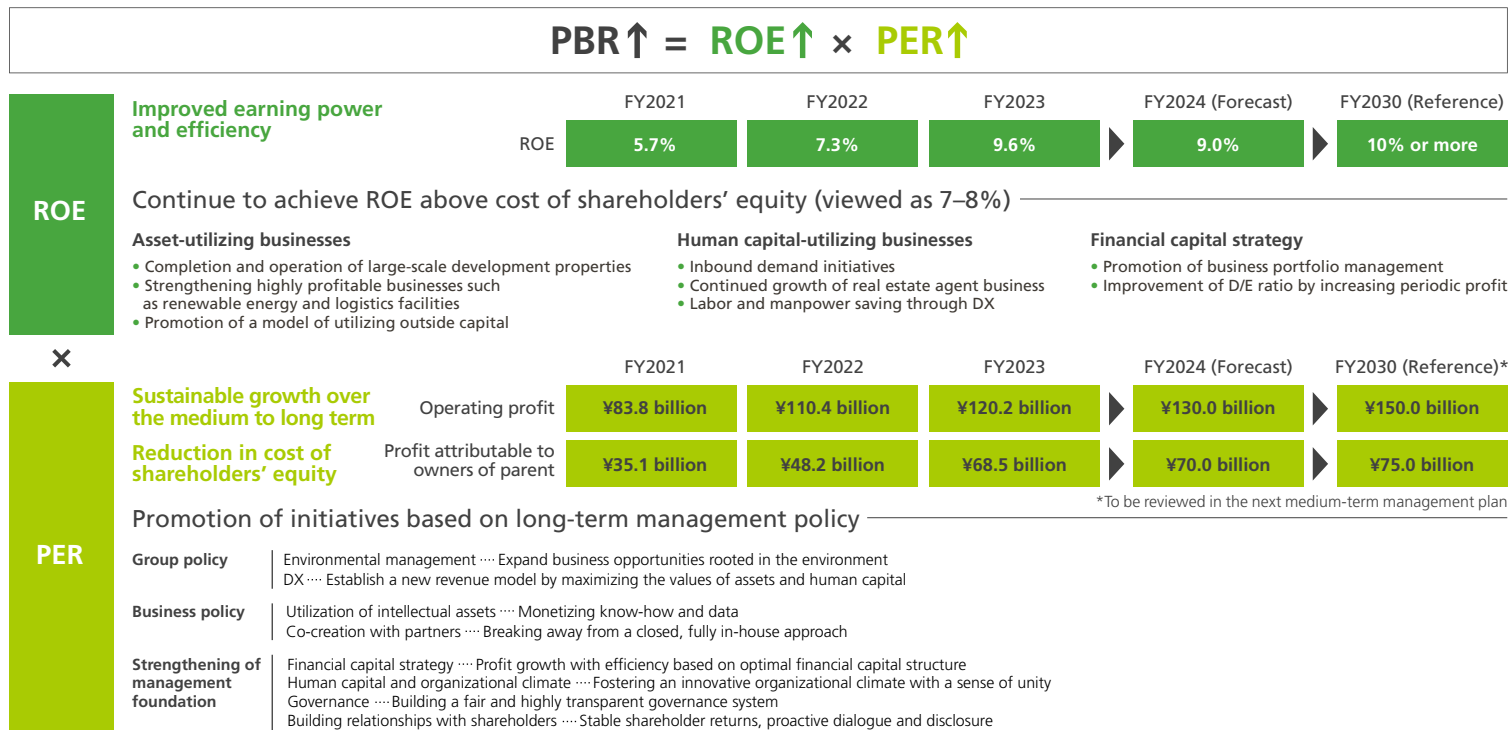 PBR↑ = ROE↑ × PER↑
ROE
Improved earning power
and efficiency
FY2021 FY2022 FY2023 FY2024 (Forecast) FY2030 (Reference)
ROE 5.7% 7.3% 9.6% 9.0% 10% or more
Continue to achieve ROE above cost of shareholders’ equity (viewed as 7–8%)
Asset-utilizing businesses
• Completion and operation of large-scale development properties
• Strengthening highly profitable businesses such
as renewable energy and logistics facilities
• Promotion of a model of utilizing outside capital
Human capital-utilizing businesses
• Inbound demand initiatives
• Continued growth of real estate agent business
• Labor and manpower saving through DX
Financial capital strategy
• Promotion of business portfolio management
• Improvement of D/E ratio by increasing periodic profit
×
PER
FY2021 FY2022 FY2023 FY2024 (Forecast) FY2030 (Reference)*
Sustainable growth over
the medium to long term
Operating profit ¥83.8 billion ¥110.4 billion ¥120.2 billion ¥130.0 billion ¥150.0 billion
Reduction in cost of
shareholders’ equity
Profit attributable to
owners of parent
¥35.1 billion ¥48.2 billion ¥68.5 billion ¥70.0 billion ¥75.0 billion
*To be reviewed in the next medium-term management plan
Promotion of initiatives based on long-term management policy
Group policy
Environmental management ···· Expand business opportunities rooted in the environment
DX ···· Establish a new revenue model by maximizing the values of assets and human capital
Business policy
Utilization of intellectual assets ···· Monetizing know-how and data
Co-creation with partners ···· Breaking away from a closed, fully in-house approach
Strengthening of
management
foundation
Financial capital strategy ···· Profit growth with efficiency based on optimal financial capital structure
Human capital and organizational climate ···· Fostering an innovative organizational climate with a sense of unity
Governance ···· Building a fair and highly transparent governance system
Building relationships with shareholders ···· Stable shareholder returns, proactive dialogue and disclosure